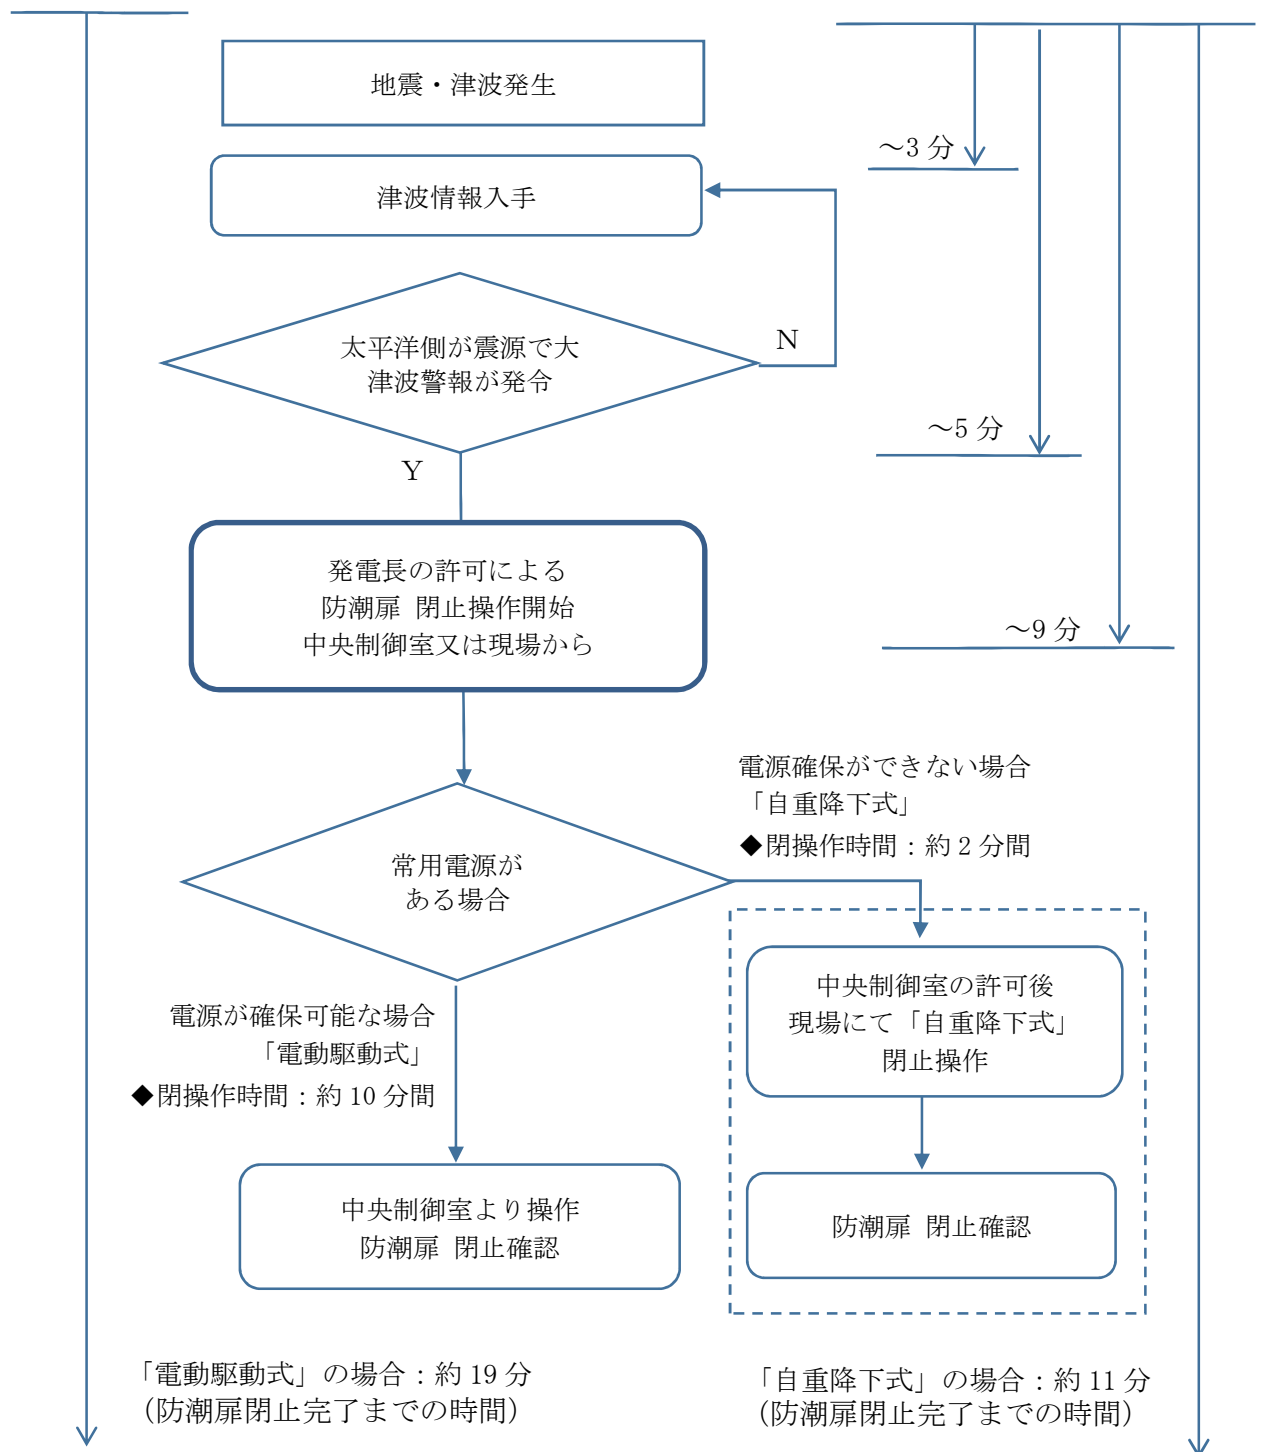 地震・津波発生
～3 分
津波情報入手
N
太平洋側が震源で大
津波警報が発令
～5 分
Y
発電長の許可による
防潮扉 閉止操作開始
中央制御室又は現場から
～9 分
電源確保ができない場合
「自重降下式」
◆閉操作時間：約 2 分間
常用電源が
ある場合
中央制御室の許可後
現場にて「自重降下式」
閉止操作
電源が確保可能な場合
「電動駆動式」
◆閉操作時間：約 10 分間
中央制御室より操作
防潮扉 閉止確認
防潮扉 閉止確認
「電動駆動式」の場合：約 19 分
（防潮扉閉止完了までの時間）
「自重降下式」の場合：約 11 分
（防潮扉閉止完了までの時間）